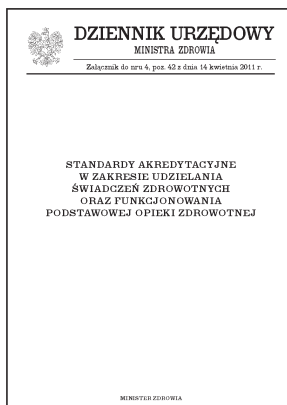 DZIENNIK URZĘDOWY
MINISTRA ZDROWIA
Załącznik do nru 4, poz. 42 z dnia 14 kwietnia 2011 r.
STANDARDY AKREDYTACYJNE
W ZAKRESIE UDZIELANIA
ŚWIADCZEŃ ZDROWOTNYCH
ORAZ FUNKCJONOWANIA
PODSTAWOWEJ OPIEKI ZDROWOTNEJ
MINISTER ZDROWIA